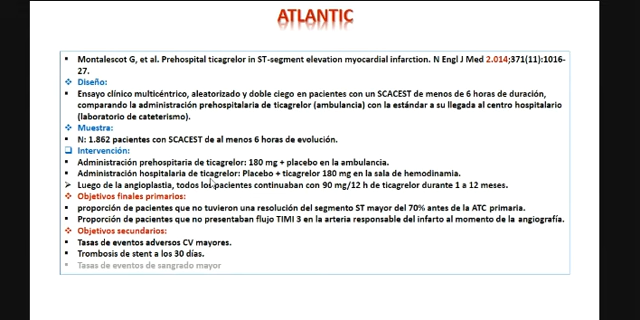 ATLANTIC
Montalescot G, et al. Prehospital ticagrelor in ST-segment elevation myocardial infarction. N Engl J Med 2.014;371(11):1016-
27.
Diseño:
Ensayo clínico multicéntrico, aleatorizado y doble ciego en pacientes con un SCACEST de menos de 6 horas de duración,
comparando la administración prehospitalaria de ticagrelor (ambulancia) con la estándar a su llegada al centro hospitalario
(laboratorio de cateterismo).
Muestra:
N: 1.862 pacientes con SCACEST de al menos 6 horas de evolución.
Intervención:
Administración prehospitaria de ticagrelor: 180 mg + placebo en la ambulancia.
Administración hospitalaria de ticagrelor: Placebo + ticagrelor 180 mg en la sala de hemodinamia.
Luego de la angioplastia, todos los pacientes continuaban con 90 mg/12 h de ticagrelor durante 1 a 12 meses.
Objetivos finales primarios:
proporción de pacientes que no tuvieron una resolución del segmento ST mayor del 70% antes de la ATC primaria.
Proporción de pacientes que no presentaban flujo TIMI 3 en la arteria responsable del infarto al momento de la angiografía.
Objetivos secundarios:
Tasas de eventos adversos CV mayores.
Trombosis de stent a los 30 días.
Tasas de eventos de sangrado mayor